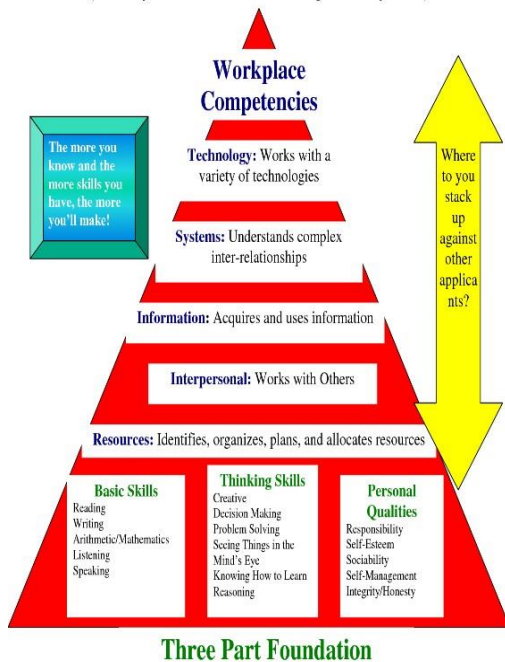 Workplace
Competencies
The more you
know and the
more skills you
have, the more
you'll make!
Technology: Works with a
variety of technologies
Where
to you
stack
up
against
other
applica
nts?
Systems: Understands complex
inter-relationships
Information: Acquires and uses information
Interpersonal: Works with Others
Resources: Identifies, organizes, plans, and allocates resources
Basic Skills
Reading
Writing
Arithmetic/Mathematics
Listening
Speaking
Thinking Skills
Creative
Decision Making
Problem Solving
Seeing Things in the
Mind's Eye
Knowing How to Learn
Reasoning
Personal
Qualities
Responsibility
Self-Esteem
Sociability
Self-Management
Integrity/Honesty
Three Part Foundation